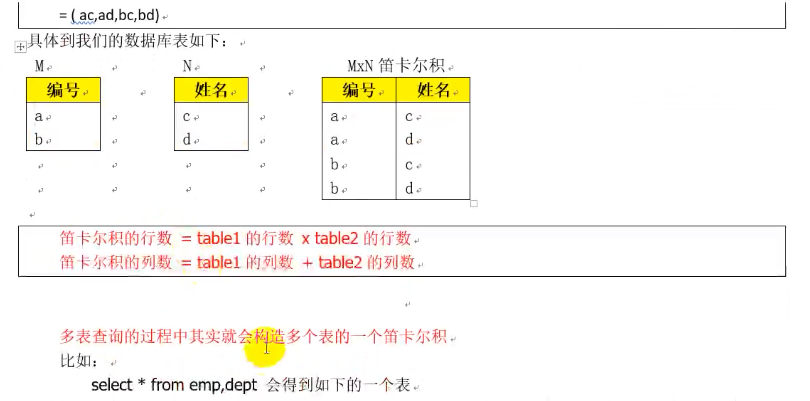 = ( ac,ad,bc,bd)
具体到我们的数据库表如下：
M N MxN 笛卡尔积
编号 姓名 编号 姓名
a c a c
b d a d
b c
b d
笛卡尔积的行数 = table1 的行数 x table2 的行数
笛卡尔积的列数 = table1 的列数 + table2 的列数
多表查询的过程中其实就会构造多个表的一个笛卡尔积
比如：
select * from emp,dept 会得到如下的一个表